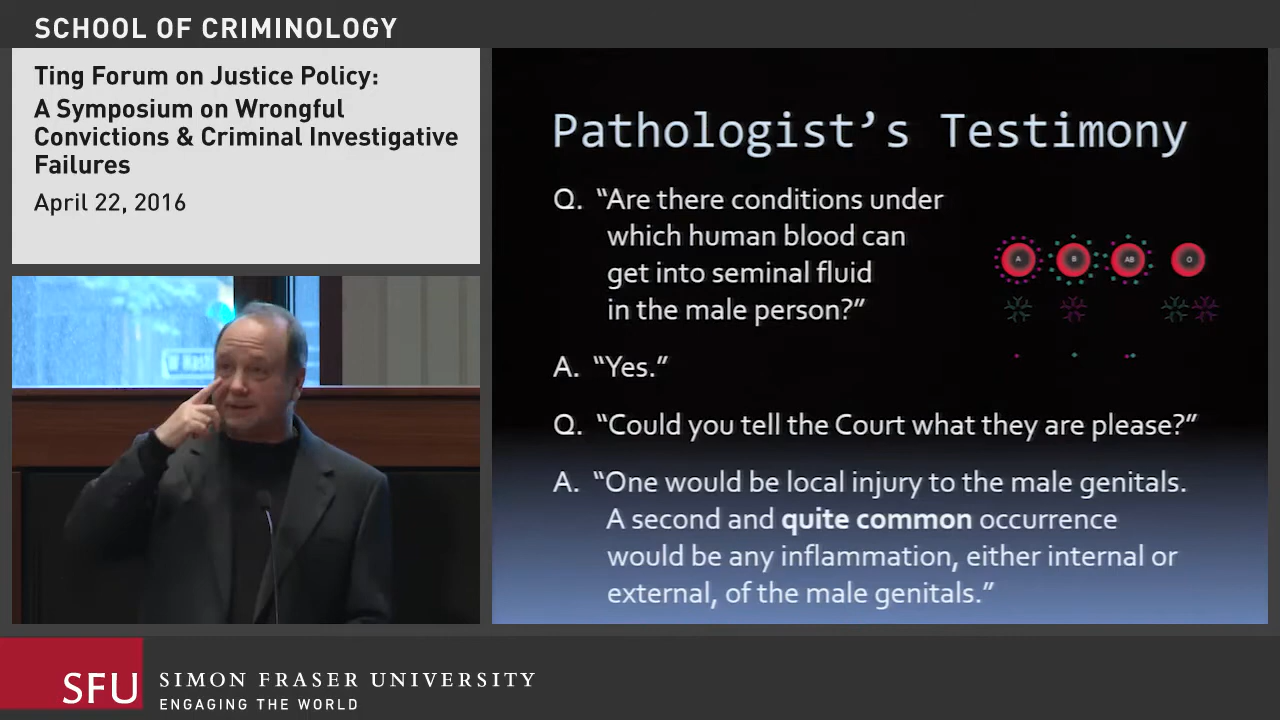 SCHOOL OF CRIMINOLOGY
Ting Forum on Justice Policy:
A Symposium on Wrongful
Convictions & Criminal Investigative
Failures
April 22, 2016
Pathologist’s Testimony
Q. “Are there conditions under
which human blood can
get into seminal fluid
in the male person?”
A B AB O
A. “Yes.”
Q. “Could you tell the Court what they are please?”
A. “One would be local injury to the male genitals.
A second and quite common occurrence
would be any inflammation, either internal or
external, of the male genitals.”
W Hast
SFU SIMON FRASER UNIVERSITY
ENGAGING THE WORLD